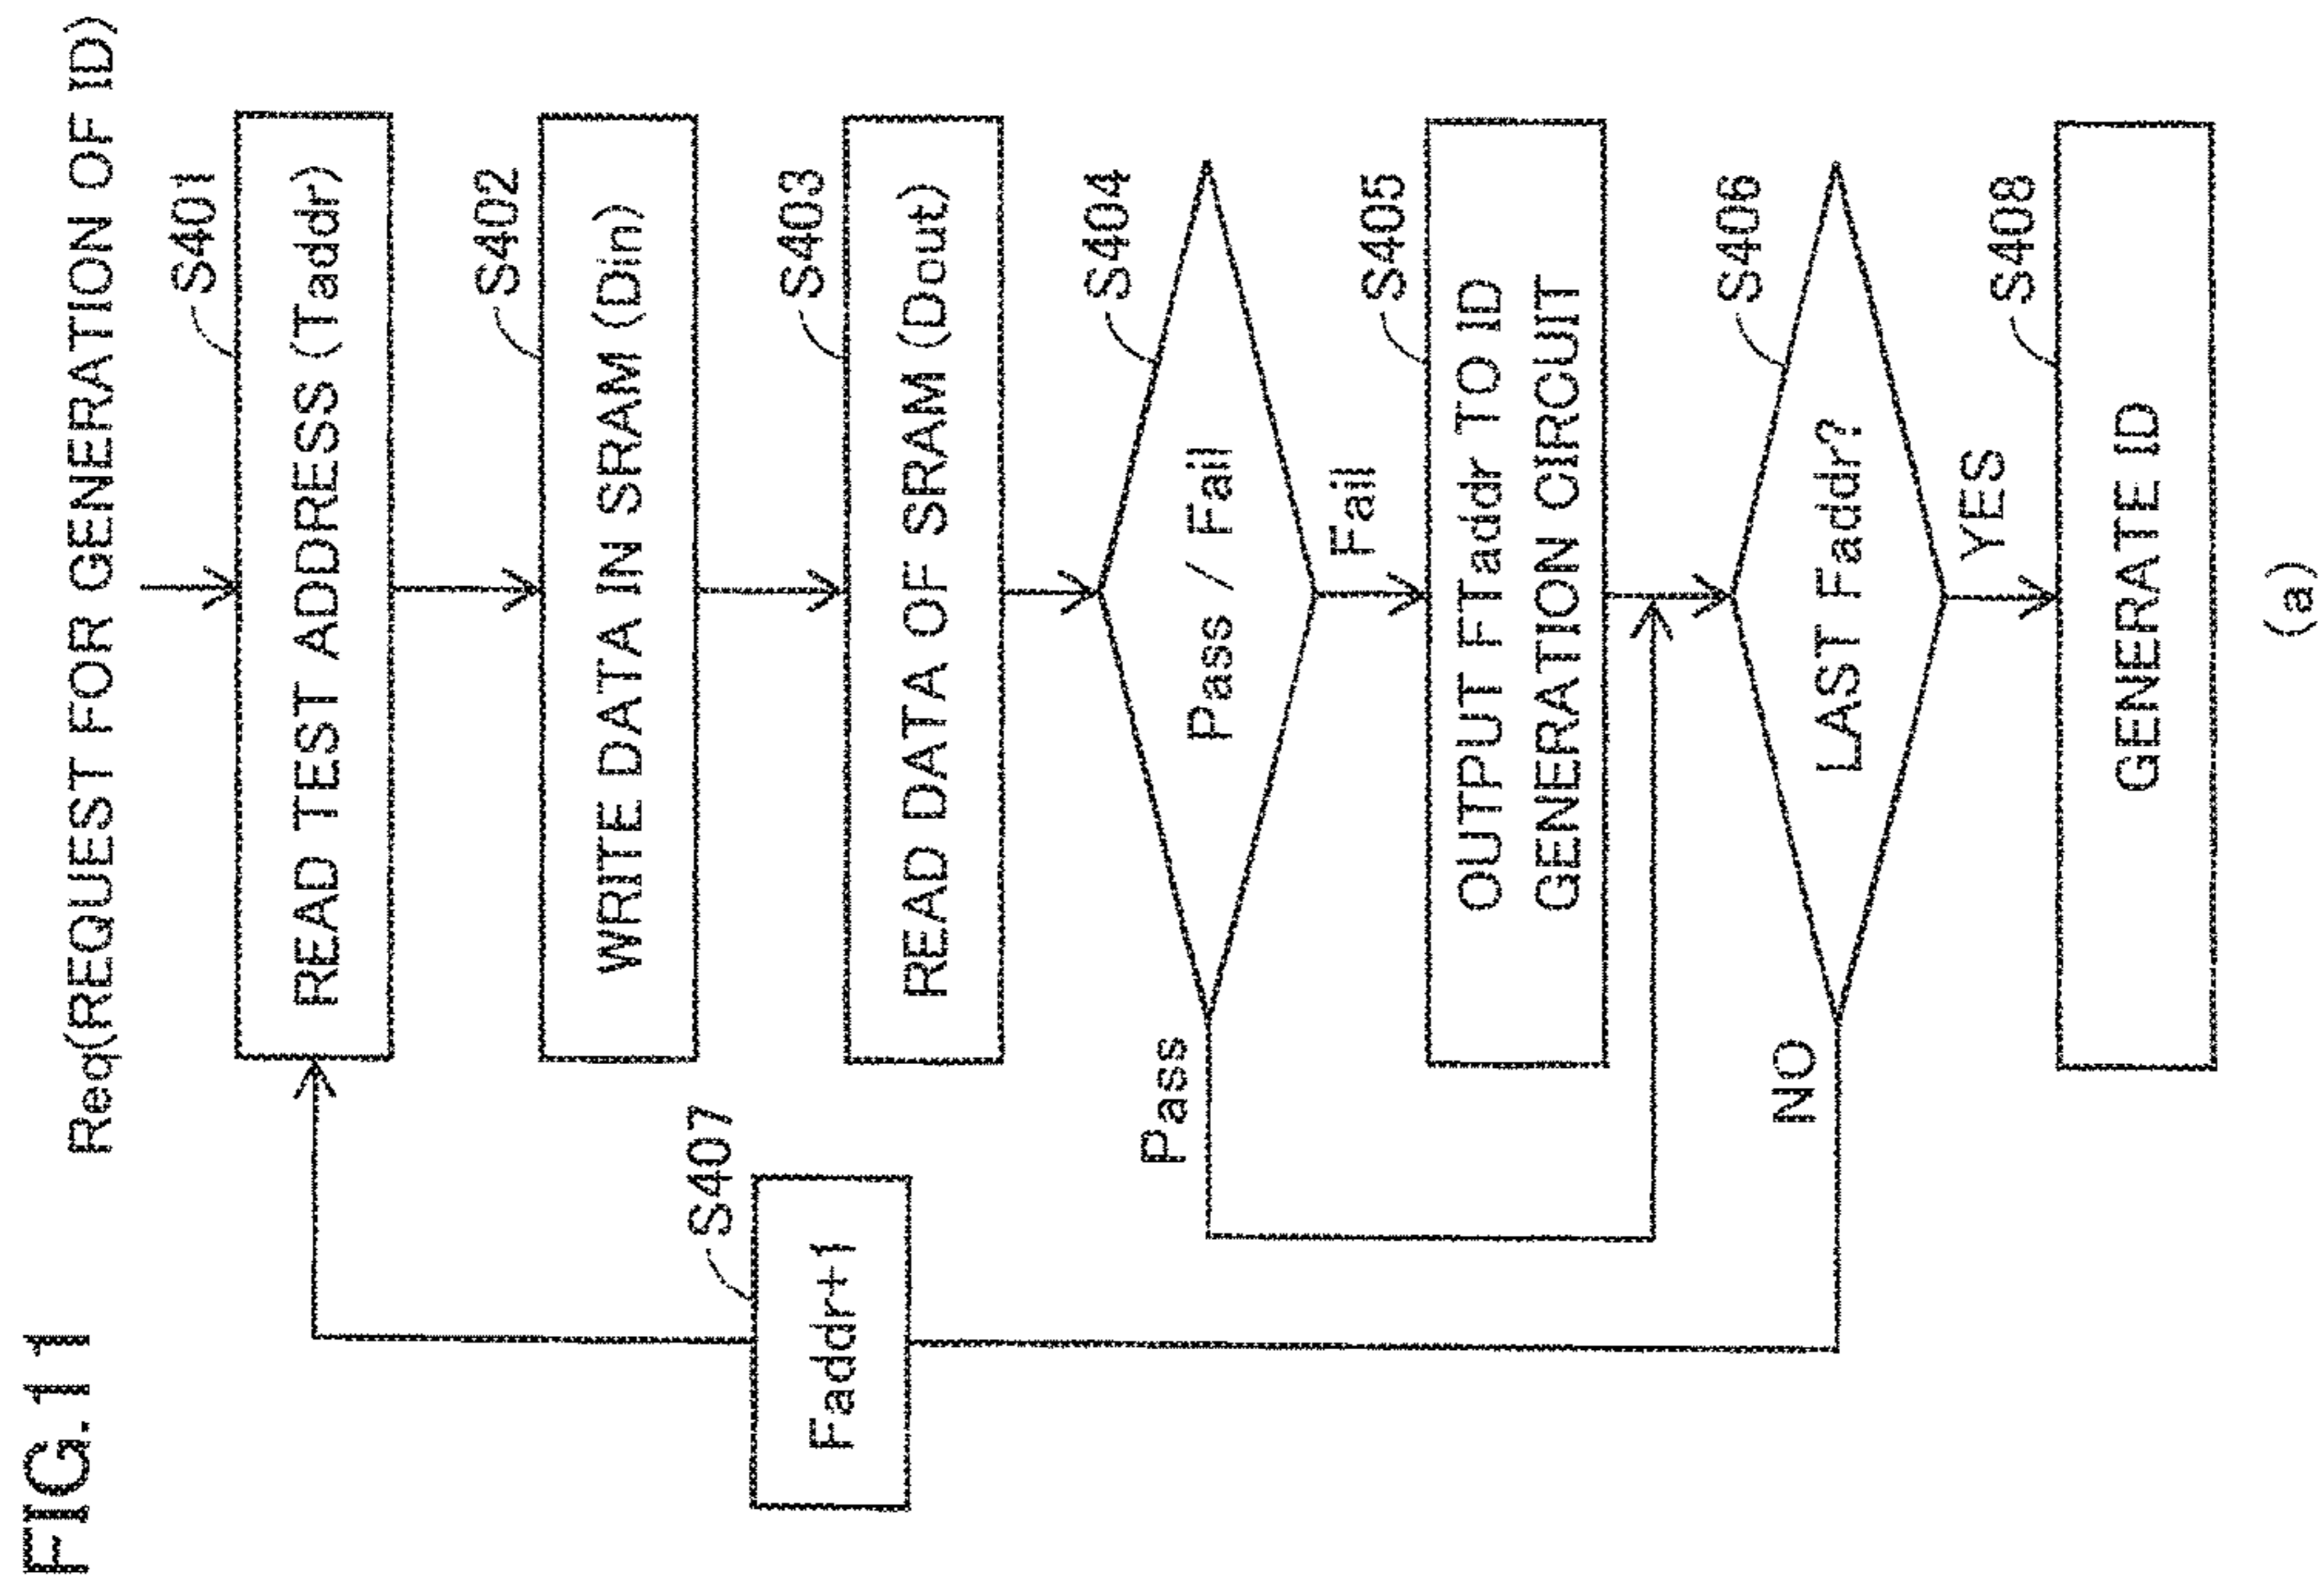 FIG.11
Req(REQUEST FOR GENERATION OF ID)
S401
READ TEST ADDRESS (Taddr)
S402
WRITE DATA IN SRAM (Din)
S407
Faddr+1
S403
READ DATA OF SRAM (Dout)
S404
Pass / Fail
Pass
Fail
S405
OUTPUT FTaddr TO ID
GENERATION CIRCUIT
S406
LAST Faddr?
NO
YES
S408
GENERATE ID
(a)